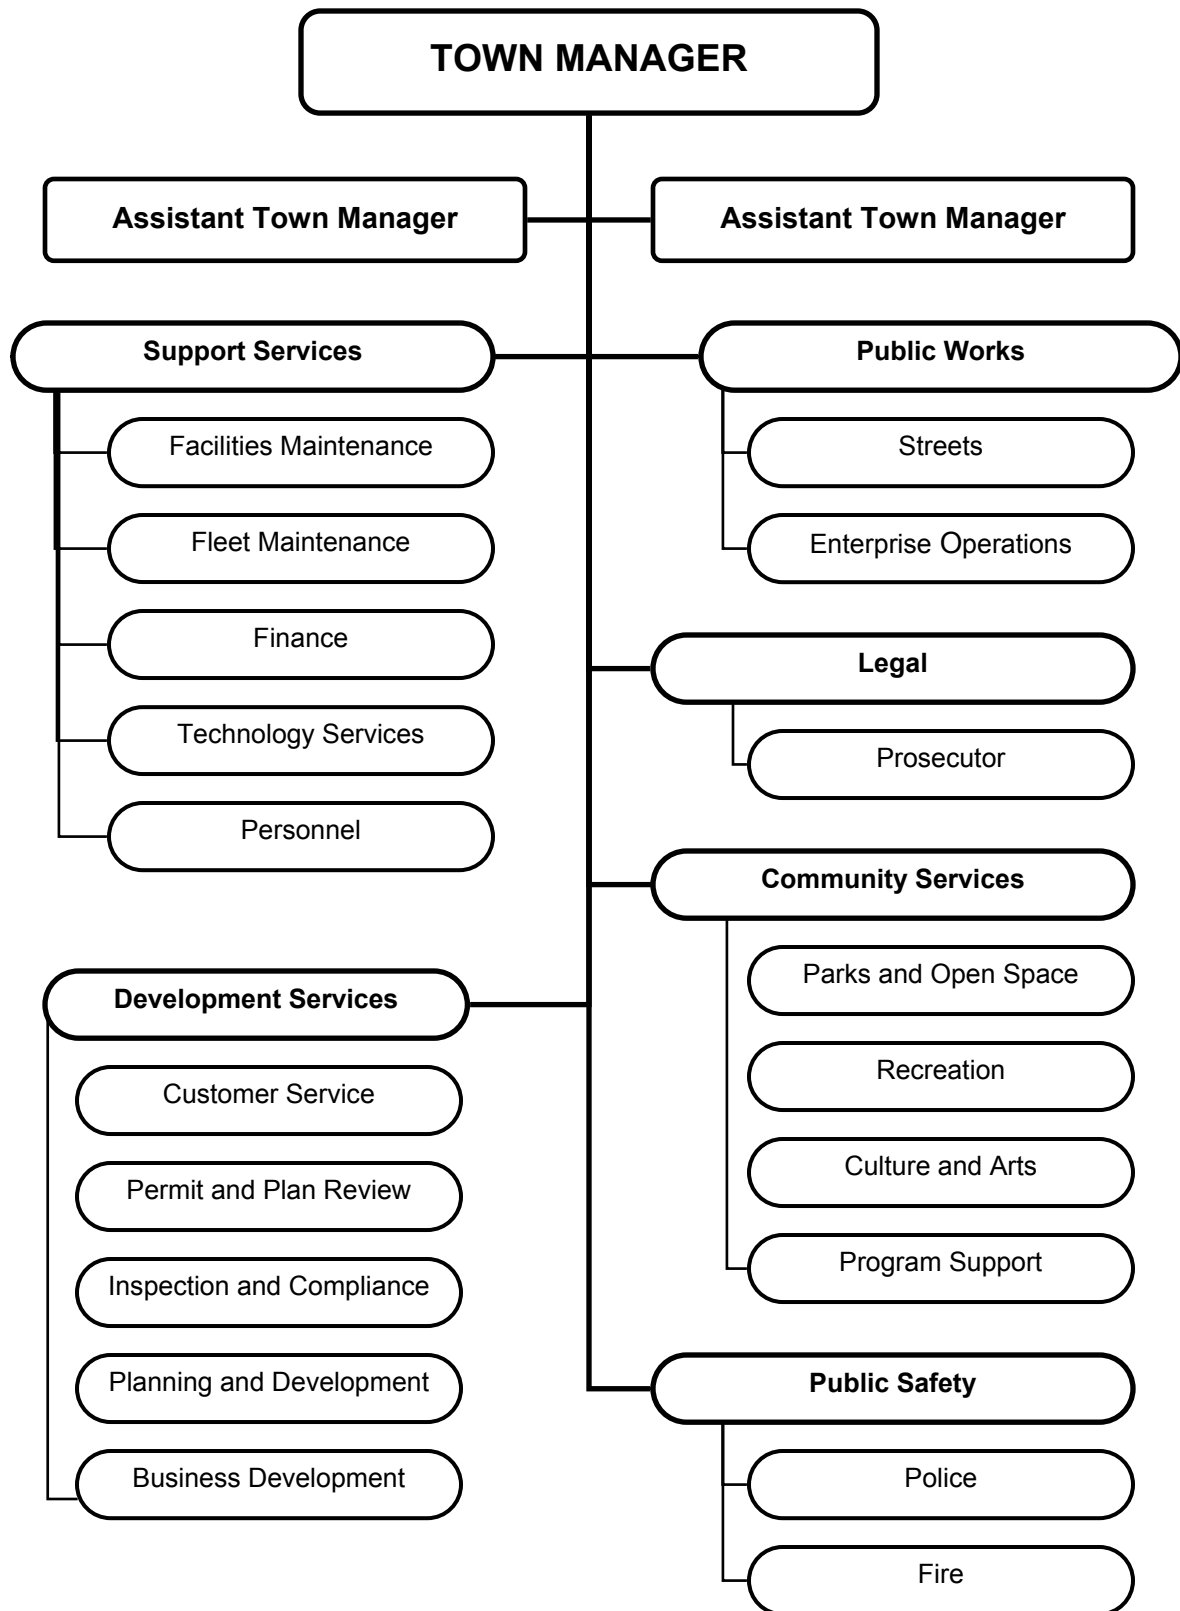 TOWN MANAGER
Assistant Town Manager
Assistant Town Manager
Support Services
Facilities Maintenance
Fleet Maintenance
Finance
Technology Services
Personnel
Public Works
Streets
Enterprise Operations
Legal
Prosecutor
Community Services
Parks and Open Space
Recreation
Culture and Arts
Program Support
Development Services
Customer Service
Permit and Plan Review
Inspection and Compliance
Planning and Development
Business Development
Public Safety
Police
Fire